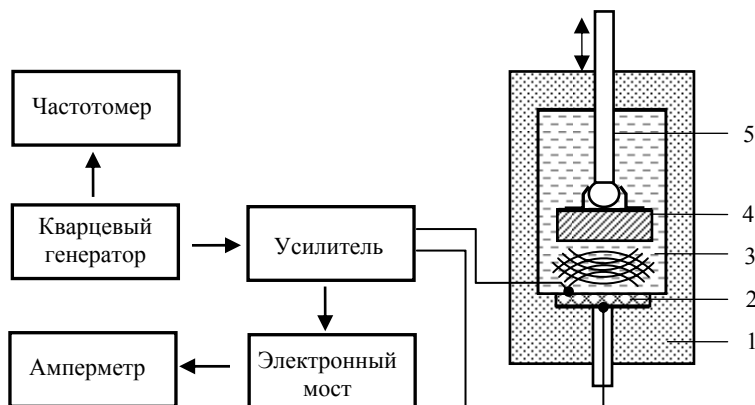 Частотомер
Кварцевый
генератор
Усилитель
Амперметр
Электронный
мост
5
4
3
2
1